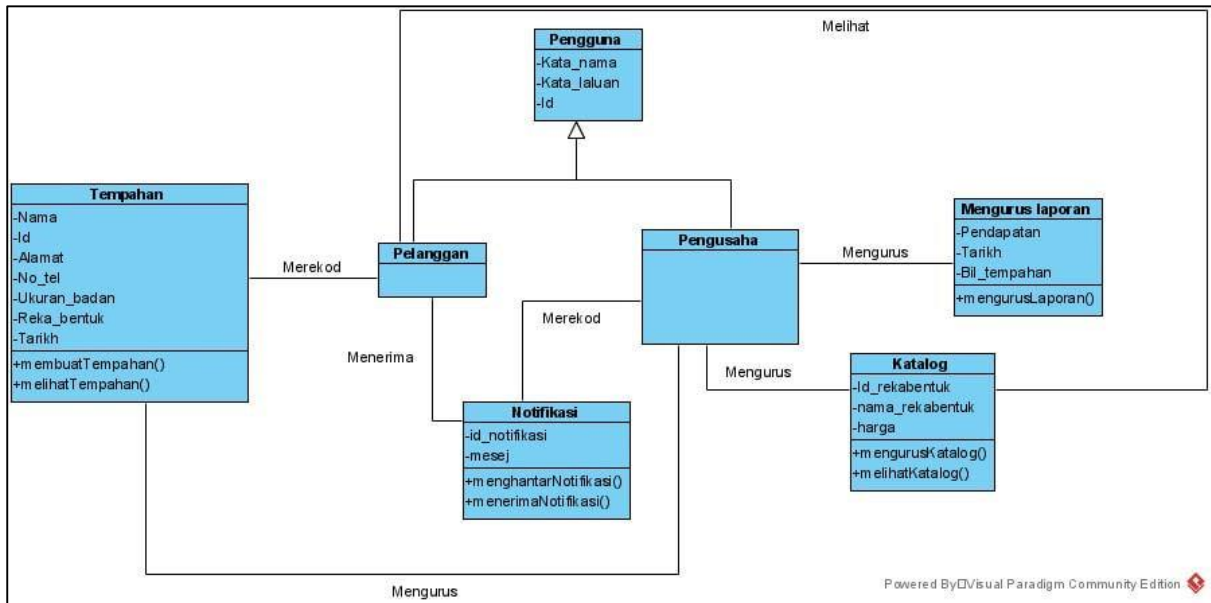 Melihat
Pengguna
-Kata_nama
-Kata_laluan
-Id
Tempahan
-Nama
-Id
-Alamat
-No_tel
-Ukuran_badan
-Reka_bentuk
-Tarikh
+membuatTempahan()
+melihatTempahan()
Merekod
Pelanggan
Pengusaha
Mengurus
Mengurus laporan
-Pendapatan
-Tarikh
-Bil_tempahan
+mengurusLaporan()
Merekod
Menerima
Mengurus
Katalog
-Id_rekabentuk
-nama_rekabentuk
-harga
+mengurusKatalog()
+melihatKatalog()
Notifikasi
-id_notifikasi
-mesej
+menghantarNotifikasi()
+menerimaNotifikasi()
Mengurus
Powered By□Visual Paradigm Community Edition